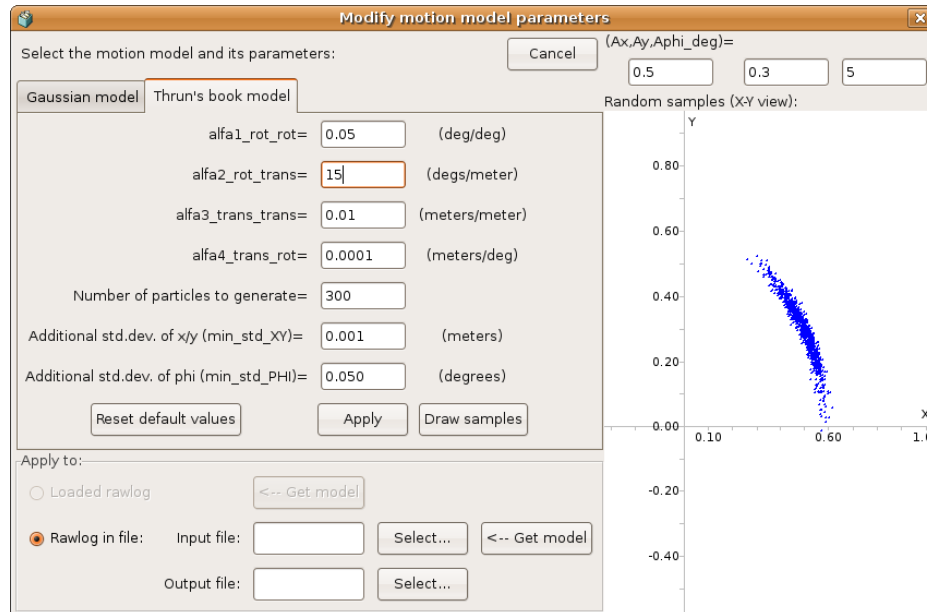 Modify motion model parameters
Select the motion model and its parameters:
Cancel
(Ax,Ay,Aphi_deg)=
0.5
0.3
5
Gaussian model
Thrun's book model
Random samples (X-Y view):
alfa1_rot_rot= 0.05 (deg/deg)
alfa2_rot_trans= 15 (degs/meter)
alfa3_trans_trans= 0.01 (meters/meter)
alfa4_trans_rot= 0.0001 (meters/deg)
Number of particles to generate= 300
Additional std.dev. of x/y (min_std_XY)= 0.001 (meters)
Additional std.dev. of phi (min_std_PHI)= 0.050 (degrees)
Reset default values
Apply
Draw samples
Y
0.80
0.60
0.40
0.20
0.00
-0.20
-0.40
X
0.10
0.60
1.0
Apply to:
Loaded rawlog
<-- Get model
Rawlog in file:
Input file:
Select...
<-- Get model
Output file:
Select...